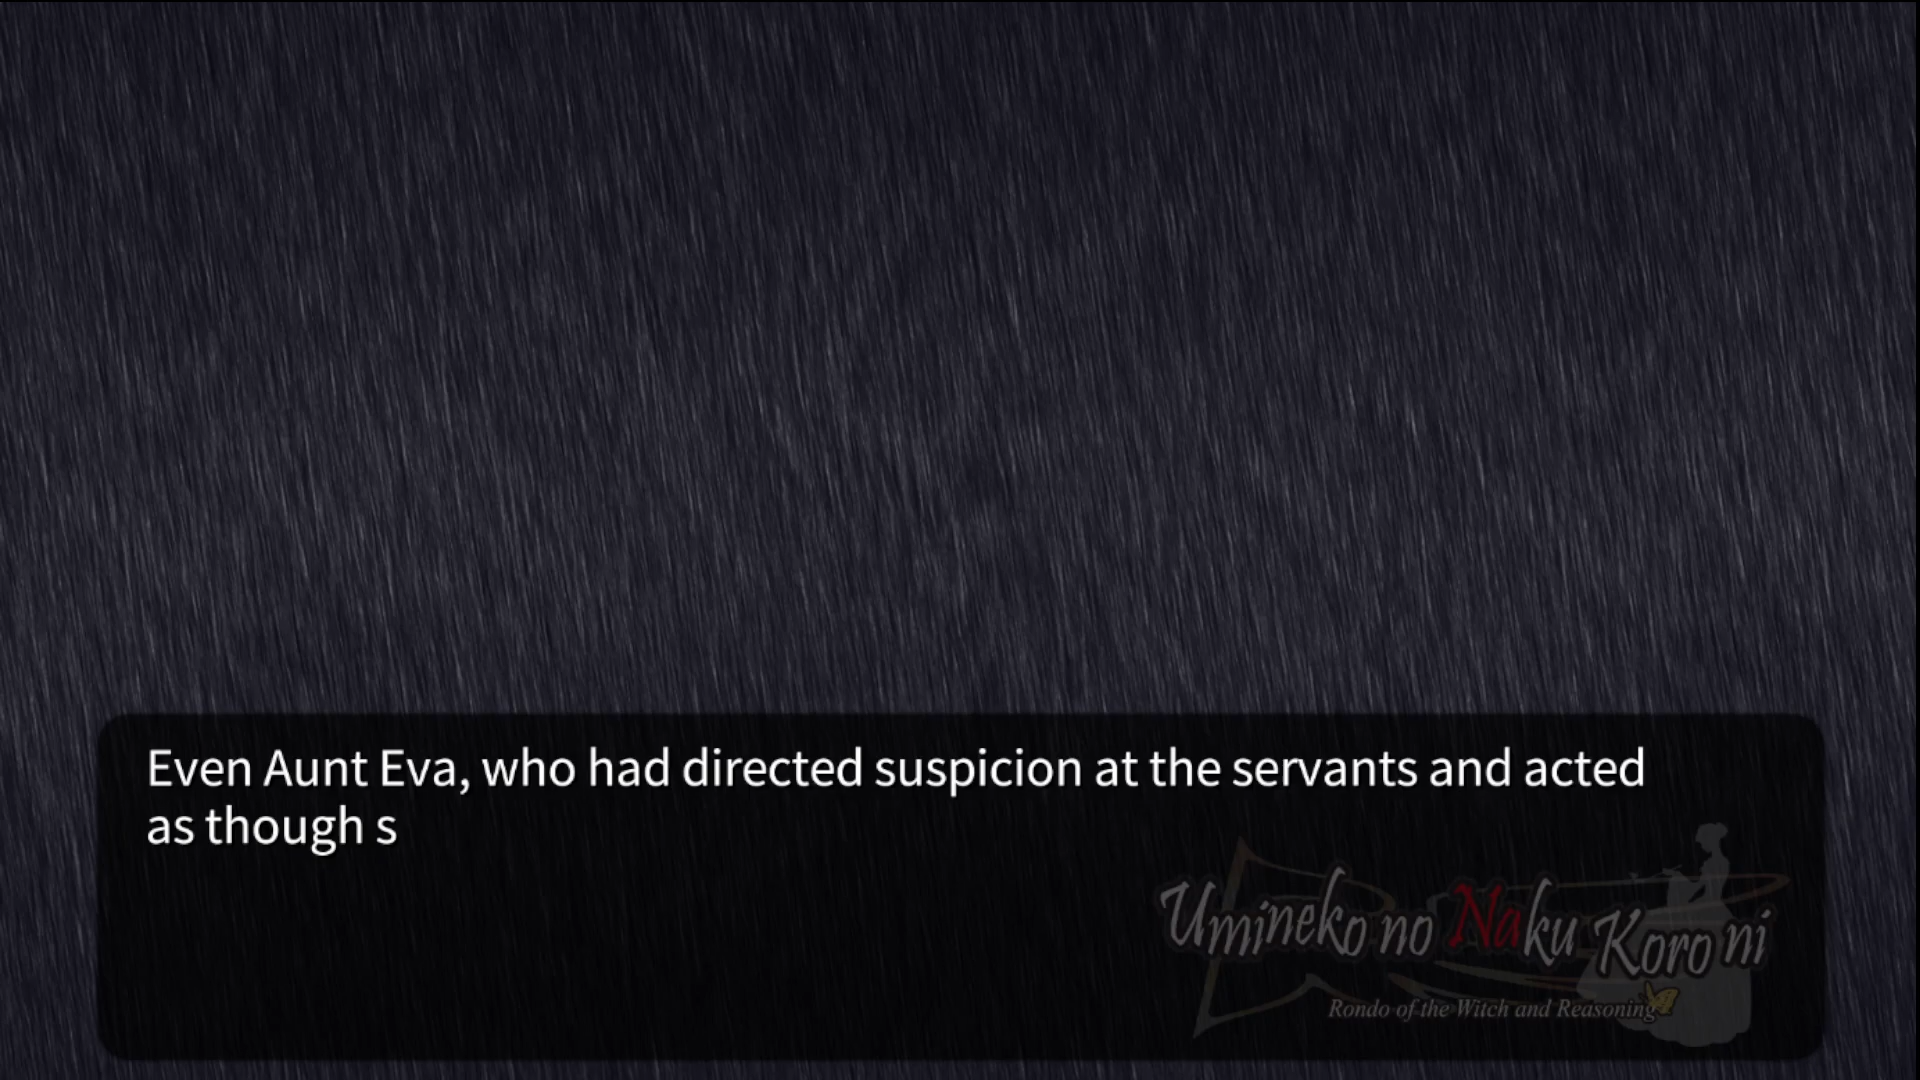 Even Aunt Eva, who had directed suspicion at the servants and acted
as though s
Umineko no Naku Koro ni
Rondo of the Witch and Reasoning